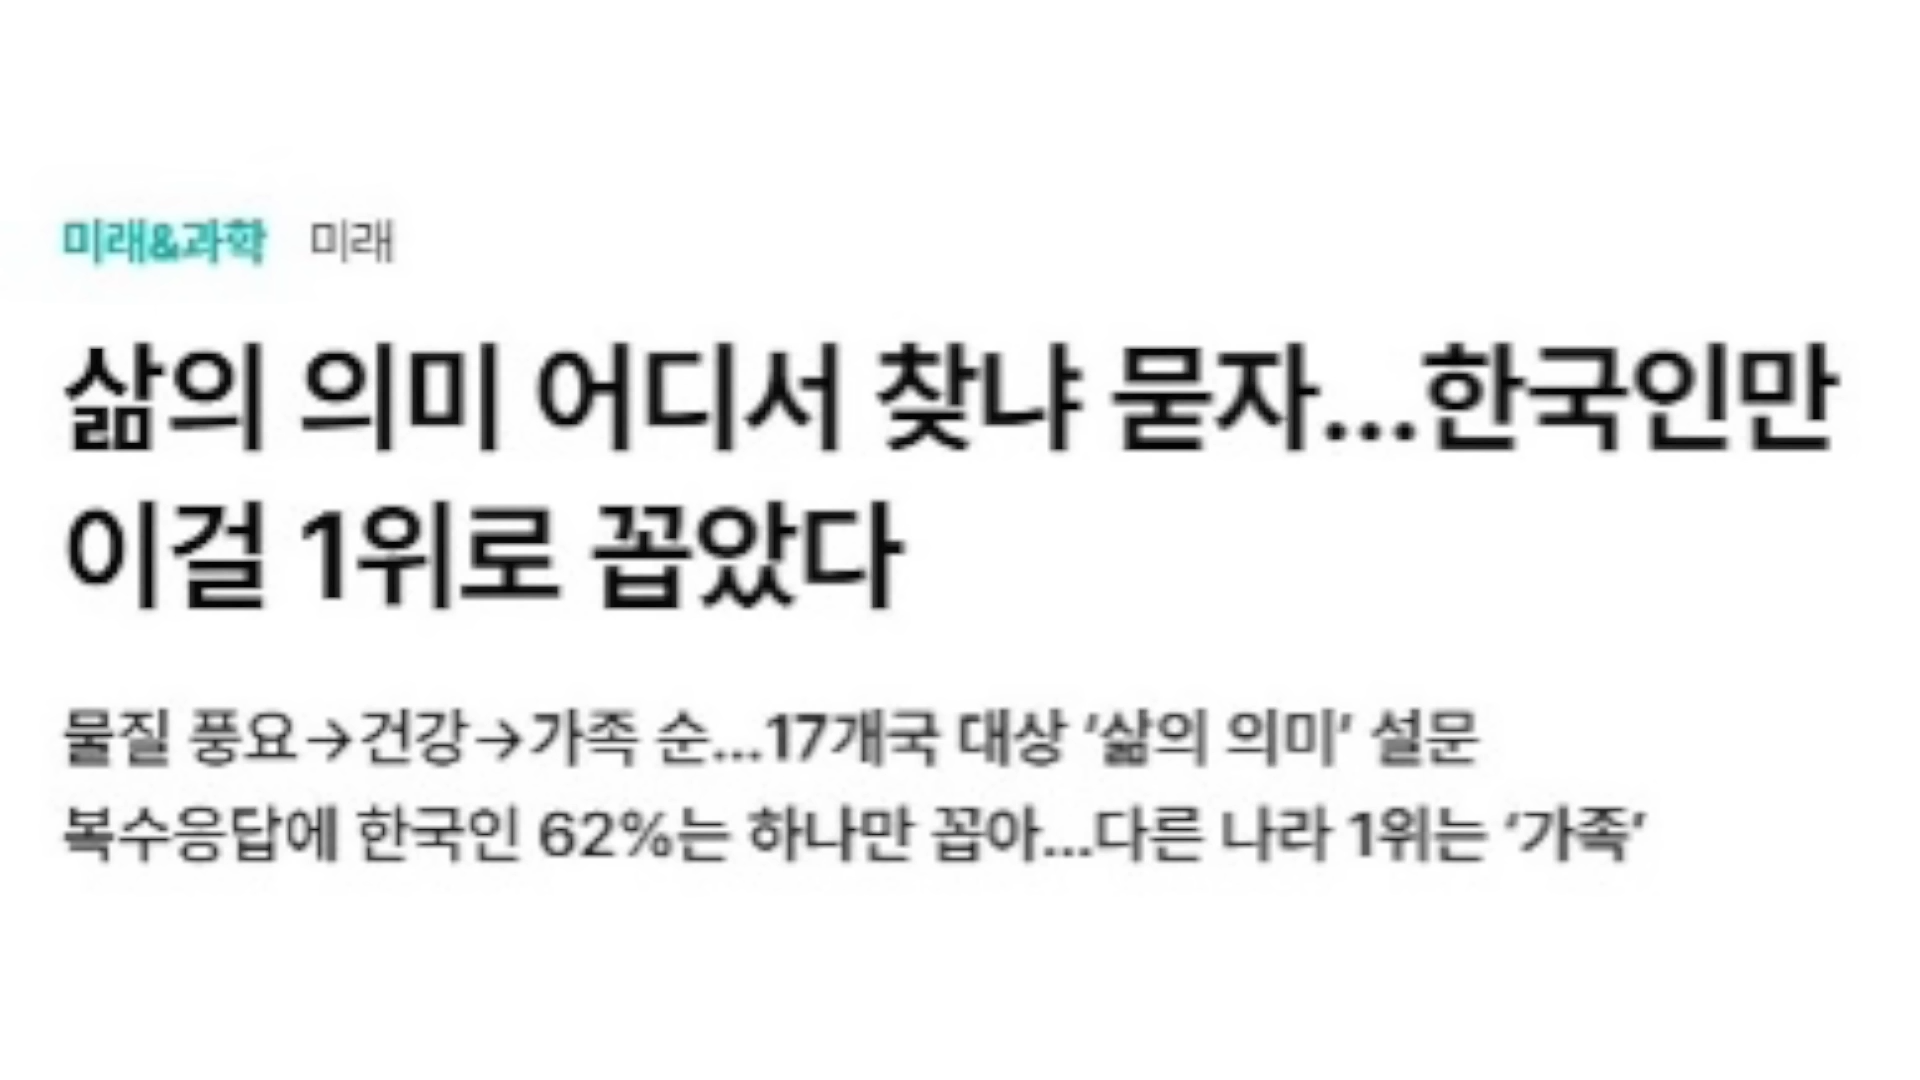 미래&과학 미래
삶의 의미 어디서 찾냐 묻자...한국인만
이걸 1위로 꼽았다
물질 풍요→건강→가족 순...17개국 대상 ‘삶의 의미’ 설문
복수응답에 한국인 62%는 하나만 꼽아...다른 나라 1위는 ‘가족’